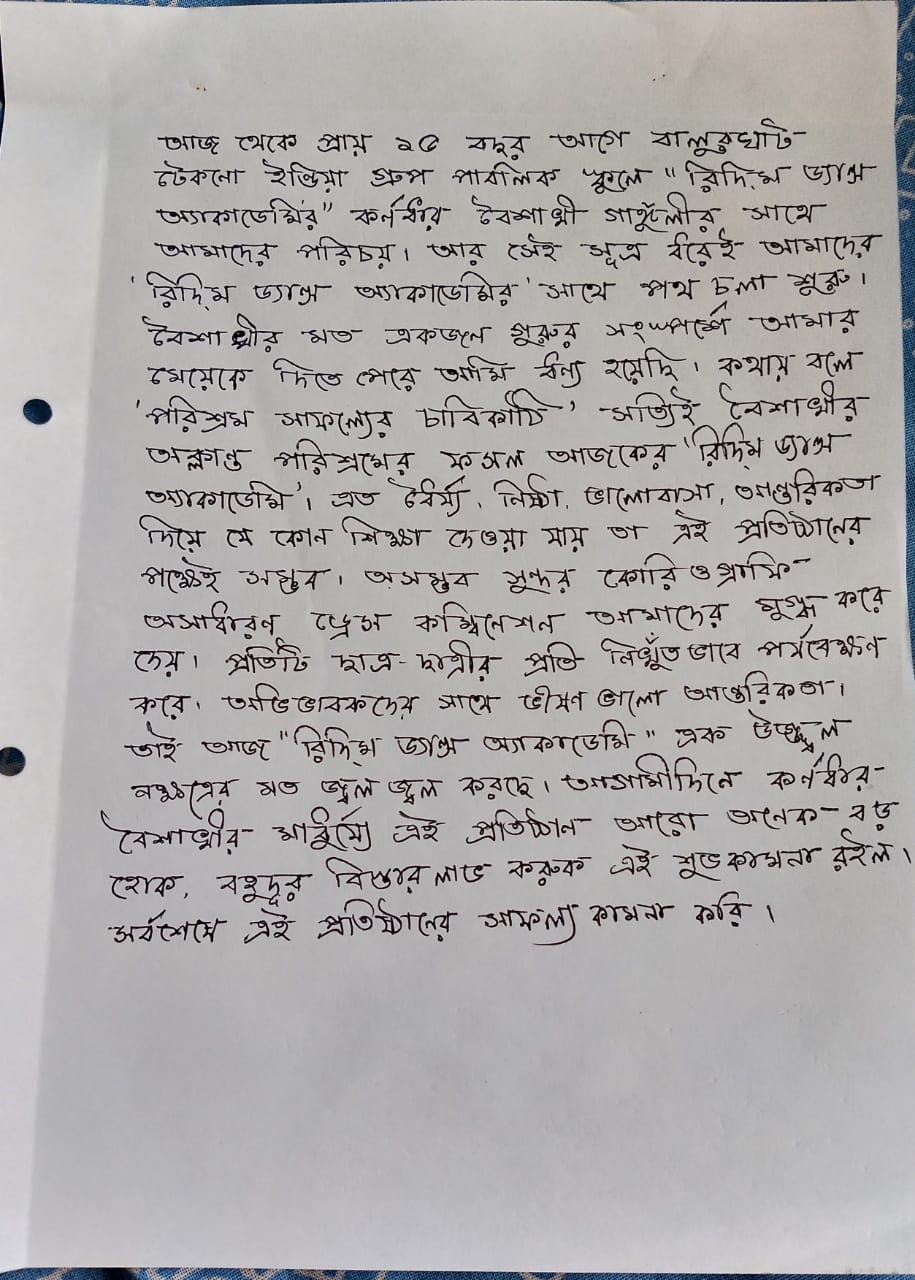 আজ থেকে প্রায় ১৫ বছর আগে বালুরঘাট
টেকনো ইন্ডিয়া গ্রুপ পাবলিক স্কুলে "রিদিম ড্যান্স
অ্যাকাডেমির" কর্নধার বৈশাখী গাঙ্গুলীর সাথে
আমাদের পরিচয়। আর সেই সূত্র ধরেই আমাদের
'রিদিম ড্যান্স অ্যাকাডেমির' সাথে পথ চলা শুরু।
বৈশাখীর মত একজন গুরুর সংস্পর্শে আমার
মেয়েকে দিতে পেরে আমি ধন্য হয়েছি। কথায় বলে
'পরিশ্রম সাফল্যের চাবিকাঠি' সত্যিই বৈশাখীর
অক্লান্ত পরিশ্রমের ফসল আজকের 'রিদিম ড্যান্স
অ্যাকাডেমি'। এত ধৈর্য্য, নিষ্ঠা, ভালোবাসা, আন্তরিকতা
দিয়ে যে কোন শিক্ষা দেওয়া যায় তা এই প্রতিষ্ঠানের
পক্ষেই সম্ভব। অসম্ভব সুন্দর কোরিওগ্রাফি
অসাধারণ ড্রেস কম্বিনেশন আমাদের মুগ্ধ করে
দেয়। প্রতিটি ছাত্র-ছাত্রীর প্রতি নিখুঁতভাবে পর্যবেক্ষণ
করে। অভিভাবকদের সাথে ভীষণ ভালো আন্তরিকতা।
তাই আজ "রিদিম ড্যান্স অ্যাকাডেমি" এক উজ্জ্বল
নক্ষত্রের মত জ্বল জ্বল করছে। আগামীদিনে কর্নধার
বৈশাখীর মাধুর্য্যে এই প্রতিষ্ঠান আরো অনেক বড়
হোক, বহুদূর বিস্তার লাভ করুক এই শুভকামনা রইল।
সর্বশেষে এই প্রতিষ্ঠানের সাফল্য কামনা করি।